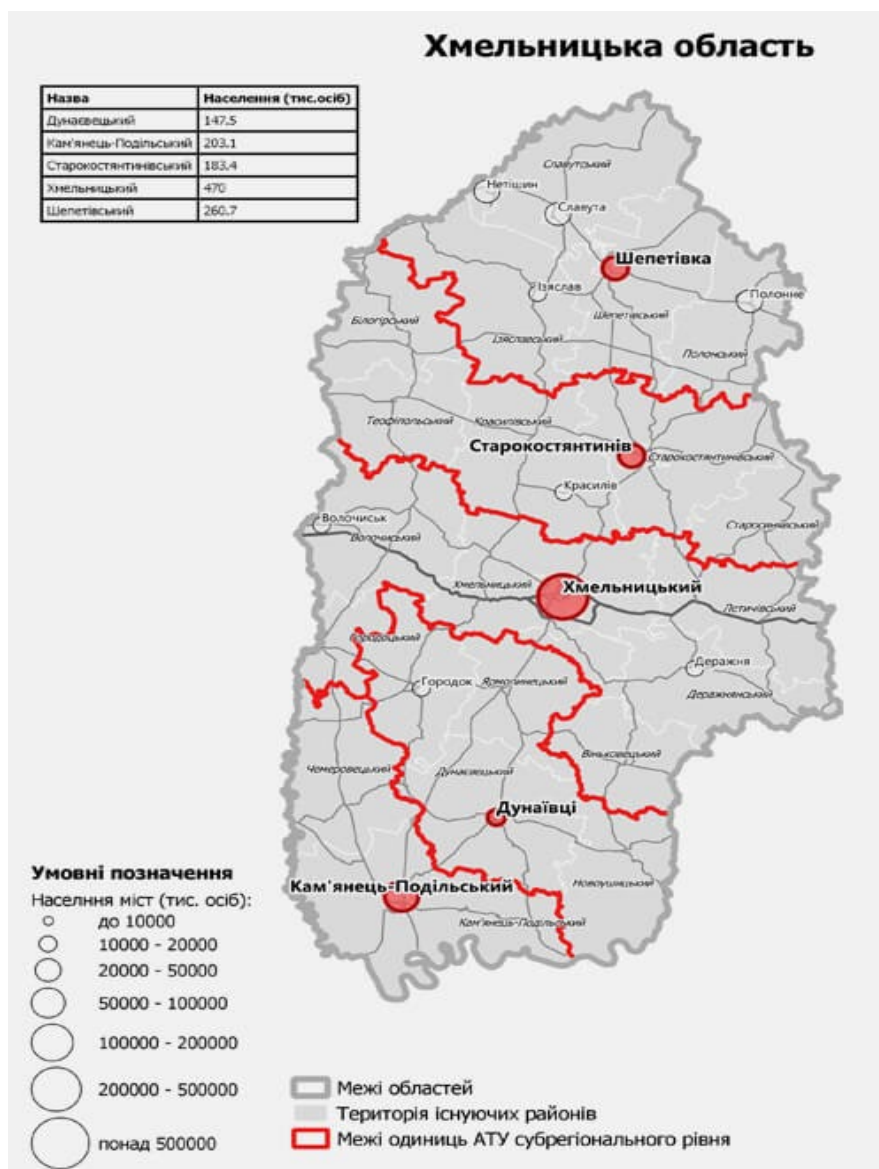 Хмельницька область
Назва Населення (тис.осіб)
Дунаєвецький 147.5
Кам'янець-Подільський 203.1
Старокостянтинівський 183.4
Хмельницький 470
Шепетівський 260.7
Славутський
Нетішин
Славута
Шепетівка
Ізяслав
Полонне
Білогірський
Шепетівський
Ізяславський
Полонський
Теофіпольський
Красилівський
Старокостянтинів
Старокостянтинівський
Красилів
Волочиськ
Старосинявський
Волочиський
Хмельницький
Хмельницький
Летичівський
Городоцький
Деражня
Городок
Ярмолинецький
Деражнянський
Віньковецький
Чемеровецький
Дунаєвецький
Дунаївці
Кам'янець-Подільський
Новоушицький
Кам'янець-Подільський
Умовні позначення
Населння міст (тис. осіб):
до 10000
10000 - 20000
20000 - 50000
50000 - 100000
100000 - 200000
200000 - 500000
понад 500000
Межі областей
Територія існуючих районів
Межі одиниць АТУ субрегіонального рівня